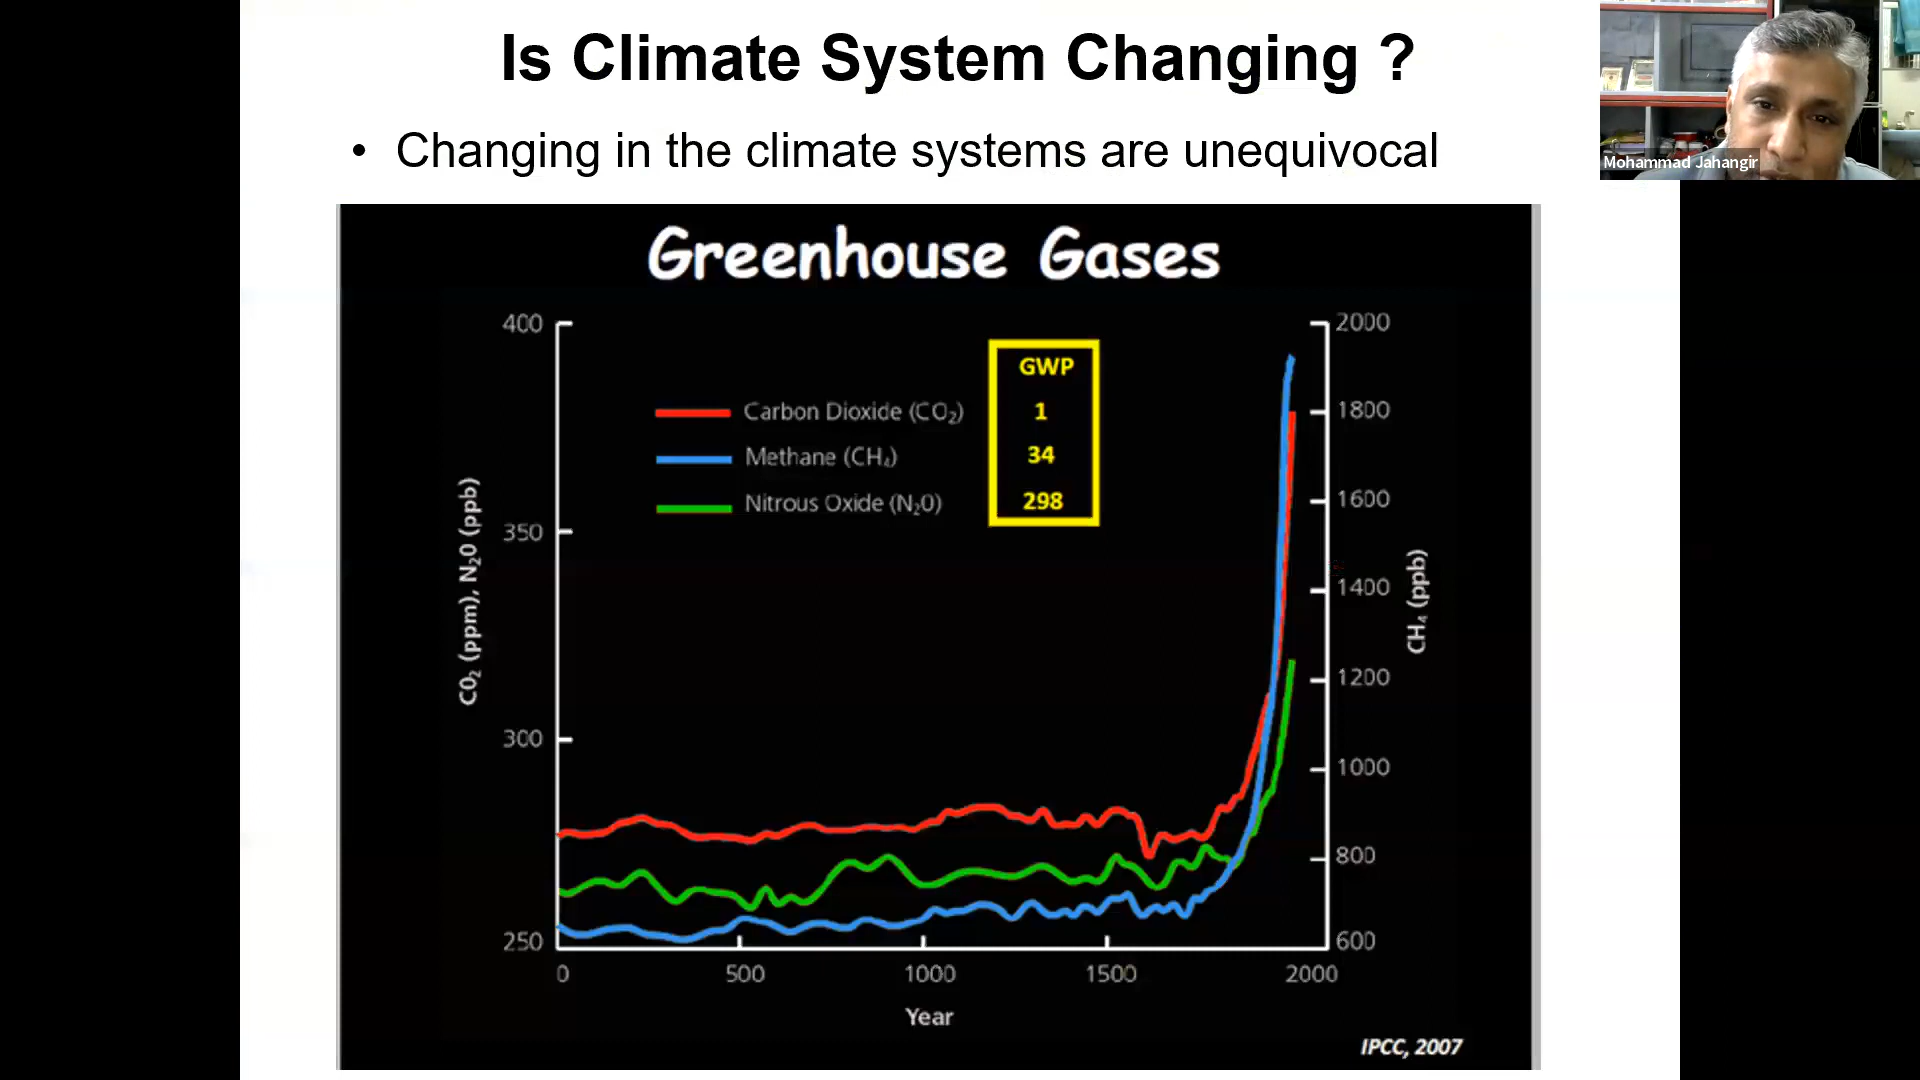 Is Climate System Changing ?
• Changing in the climate systems are unequivocal
Mohammad Jahangir
Greenhouse Gases
400
350
300
250
CO2 (ppm), N20 (ppb)
GWP
Carbon Dioxide (CO2) 1
Methane (CH4) 34
Nitrous Oxide (N20) 298
2000
1800
1600
1400
1200
1000
800
600
CH4 (ppb)
0 500 1000 1500 2000
Year
IPCC, 2007